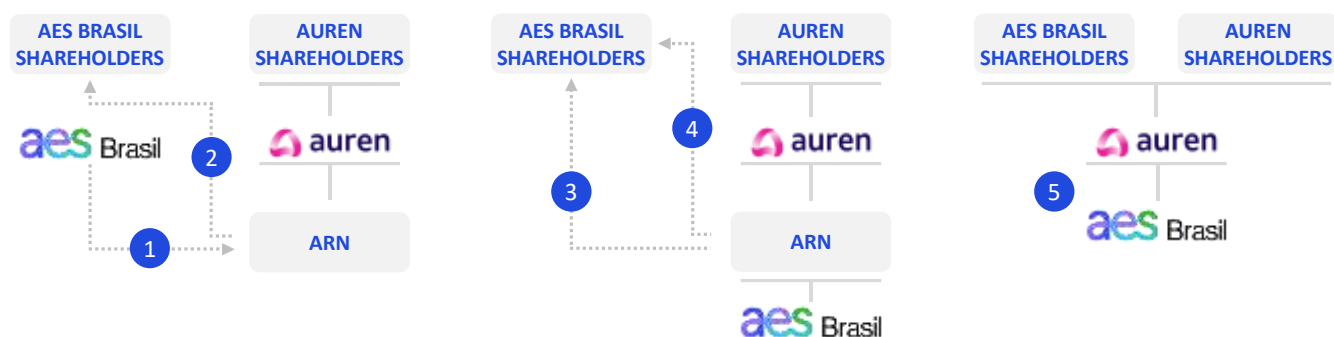 AES BRASIL
SHAREHOLDERS
AUREN
SHAREHOLDERS
aes Brasil
2
auren
1
ARN
AES BRASIL
SHAREHOLDERS
AUREN
SHAREHOLDERS
4
auren
3
ARN
aes Brasil
AES BRASIL
SHAREHOLDERS
AUREN
SHAREHOLDERS
auren
5
aes Brasil